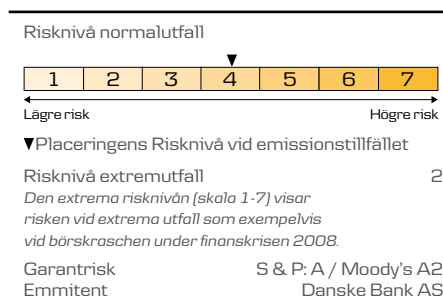 Risknivå normalutfall
1 2 3 4 5 6 7
Lägre risk Högre risk
▼Placeringens Risknivå vid emissionstillfället
Risknivå extremutfall 2
Den extrema risknivån (skala 1-7) visar
risken vid extrema utfall som exempelvis
vid börskraschen under finanskrisen 2008.
Garantrisk S & P: A / Moody's A2
Emmitent Danske Bank AS